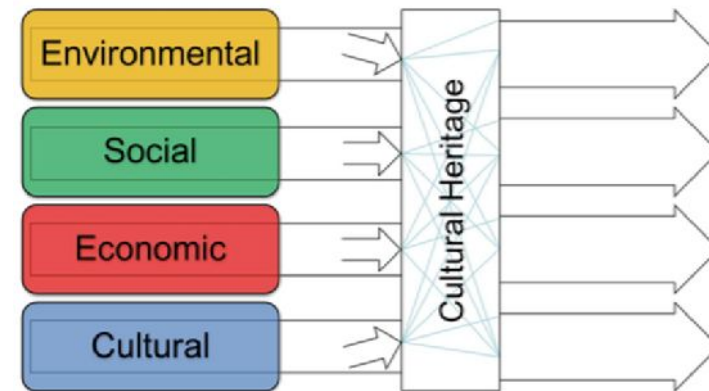 Environmental
Social
Economic
Cultural
Cultural Heritage